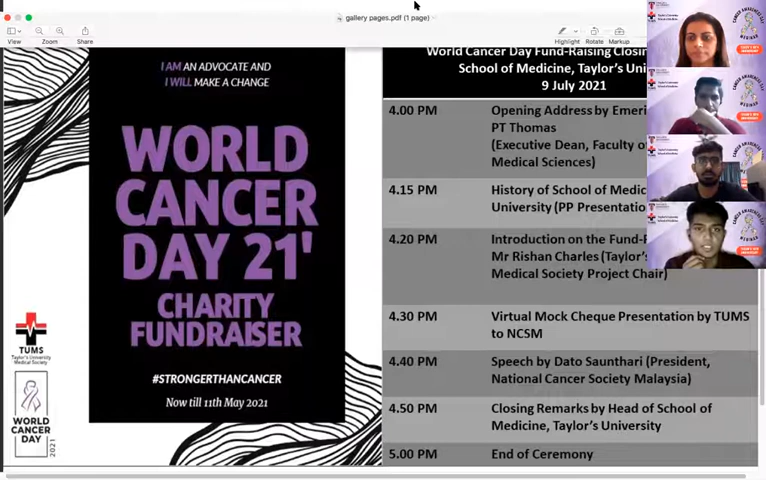 gallery pages.pdf (1 page)
View
Zoom
Share
Highlight
Rotate
Markup
I AM AN ADVOCATE AND
I WILL MAKE A CHANGE
WORLD
CANCER
DAY 21'
CHARITY
FUNDRAISER
#STRONGERTHANCANCER
Now till 11th May 2021
TUMS
Taylor's University
Medical Society
WORLD
CANCER
DAY
2021
World Cancer Day Fund-Raising Closing
School of Medicine, Taylor's Uni
9 July 2021
4.00 PM Opening Address by Emeri
PT Thomas
(Executive Dean, Faculty of
Medical Sciences)
4.15 PM History of School of Medic
University (PP Presentatio
4.20 PM Introduction on the Fund-R
Mr Rishan Charles (Taylor's
Medical Society Project Chair)
4.30 PM Virtual Mock Cheque Presentation by TUMS
to NCSM
4.40 PM Speech by Dato Saunthari (President,
National Cancer Society Malaysia)
4.50 PM Closing Remarks by Head of School of
Medicine, Taylor's University
5.00 PM End of Ceremony